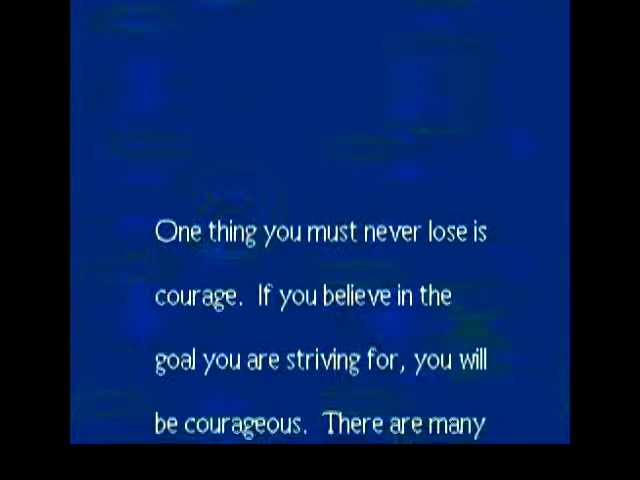 One thing you must never lose is
courage.  If you believe in the
goal you are striving for, you will
be courageous.  There are many